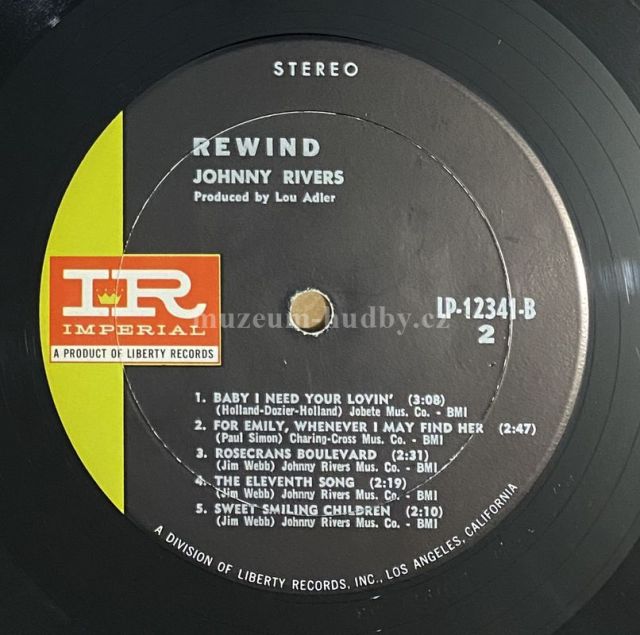 STEREO
REWIND
JOHNNY RIVERS
Produced by Lou Adler
IR
IMPERIAL
A PRODUCT OF LIBERTY RECORDS
LP-12341-B
2
muzeum-hudby.cz
1. BABY I NEED YOUR LOVIN' (3:08)
(Holland-Dozier-Holland) Jobete Mus. Co. - BMI
2. FOR EMILY, WHENEVER I MAY FIND HER (2:47)
(Paul Simon) Charing-Cross Mus. Co. - BMI
3. ROSECRANS BOULEVARD (2:31)
(Jim Webb) Johnny Rivers Mus. Co. - BMI
4. THE ELEVENTH SONG (2:19)
(Jim Webb) Johnny Rivers Mus. Co. - BMI
5. SWEET SMILING CHILDREN (2:10)
(Jim Webb) Johnny Rivers Mus. Co. - BMI
A DIVISION OF LIBERTY RECORDS, INC., LOS ANGELES, CALIFORNIA